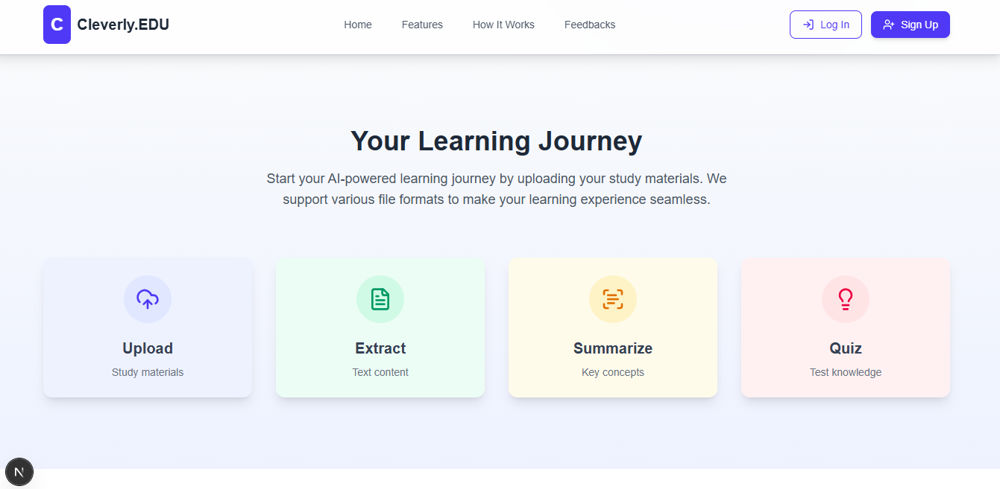 C Cleverly.EDU
Home Features How It Works Feedbacks
Log In Sign Up
Your Learning Journey
Start your AI-powered learning journey by uploading your study materials. We
support various file formats to make your learning experience seamless.
Upload
Study materials
Extract
Text content
Summarize
Key concepts
Quiz
Test knowledge
N